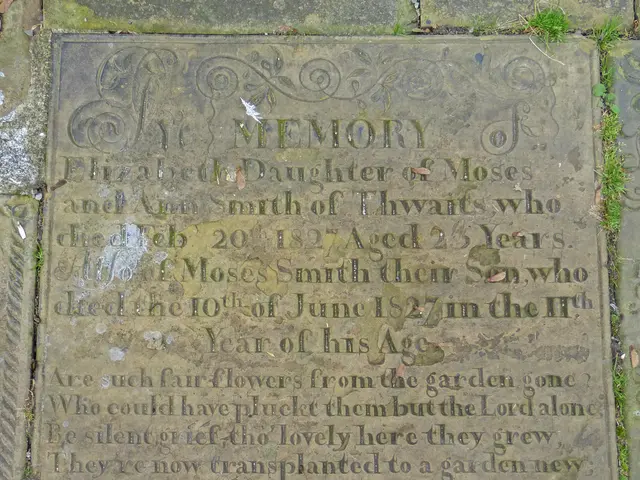 In MEMORY of
Elizabeth Daughter of Moses
and Ann Smith of Thwaits who
died Feb 20th 1827 Aged 23 Years.
Also of Moses Smith their Son, who
died the 10th of June 1827 in the 11th
Year of his Age
Are such fair flowers from the garden gone?
Who could have pluckt them but the Lord alone;
Be silent grief, tho' lovely here they grew,
They're now transplanted to a garden new;